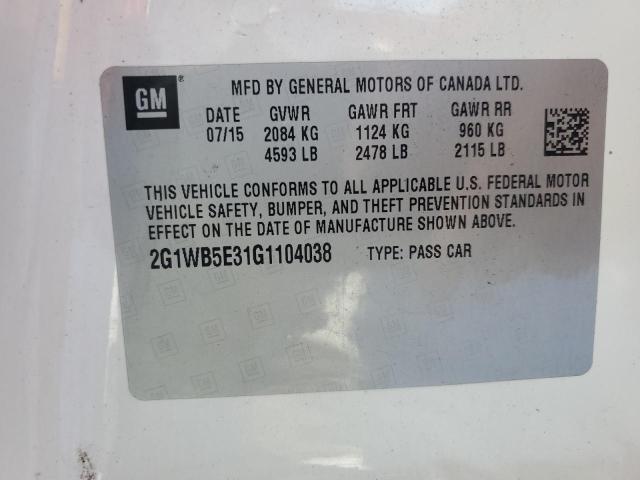 GM
®
MFD BY GENERAL MOTORS OF CANADA LTD.
DATE GVWR GAWR FRT GAWR RR
07/15 2084 KG 1124 KG 960 KG
4593 LB 2478 LB 2115 LB
THIS VEHICLE CONFORMS TO ALL APPLICABLE U.S. FEDERAL MOTOR
VEHICLE SAFETY, BUMPER, AND THEFT PREVENTION STANDARDS IN
EFFECT ON THE DATE OF MANUFACTURE SHOWN ABOVE.
2G1WB5E31G1104038 TYPE: PASS CAR